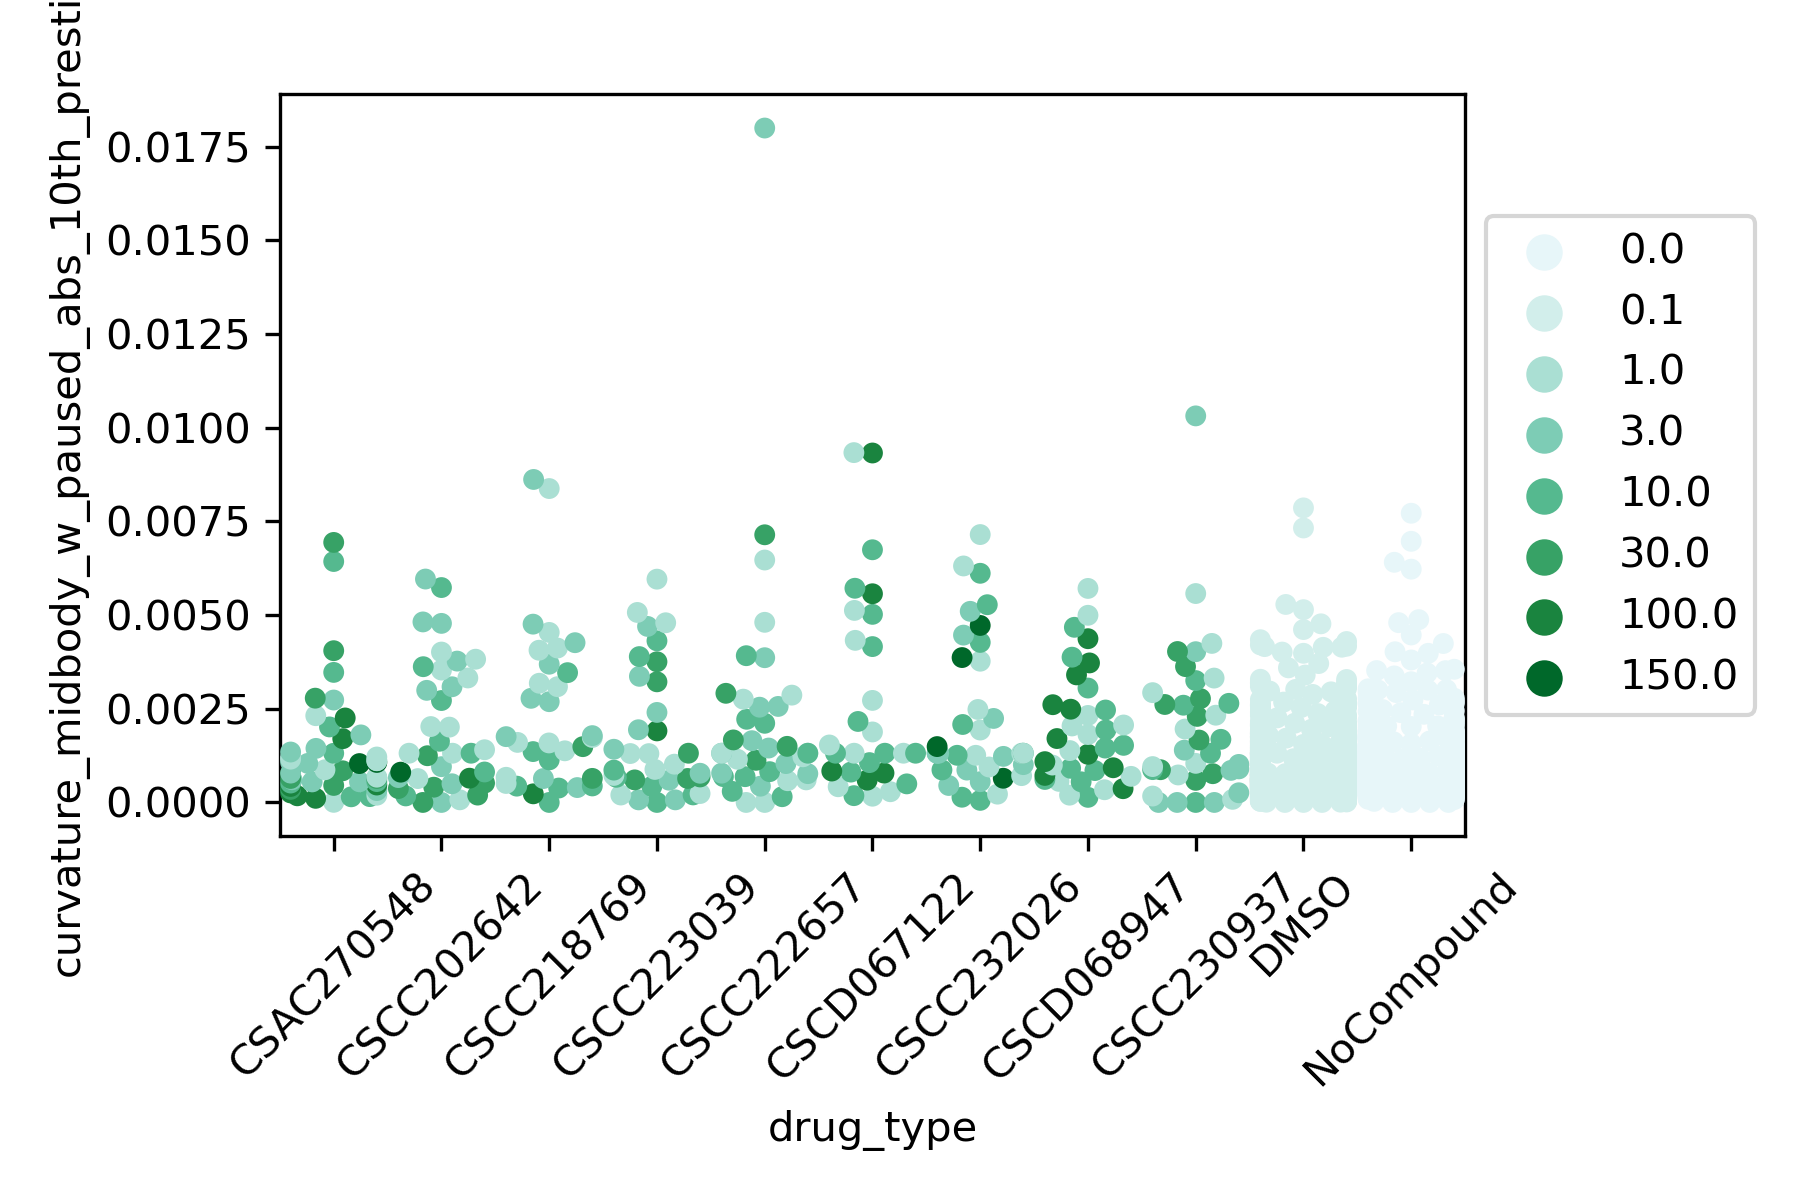 curvature_midbody_w_paused_abs_10th_presti
0.0175
0.0150
0.0125
0.0100
0.0075
0.0050
0.0025
0.0000
0.0
0.1
1.0
3.0
10.0
30.0
100.0
150.0
CSAC270548
CSCC202642
CSCC218769
CSCC223039
CSCC222657
CSCD067122
CSCC232026
CSCD068947
CSCC230937
DMSO
NoCompound
drug_type